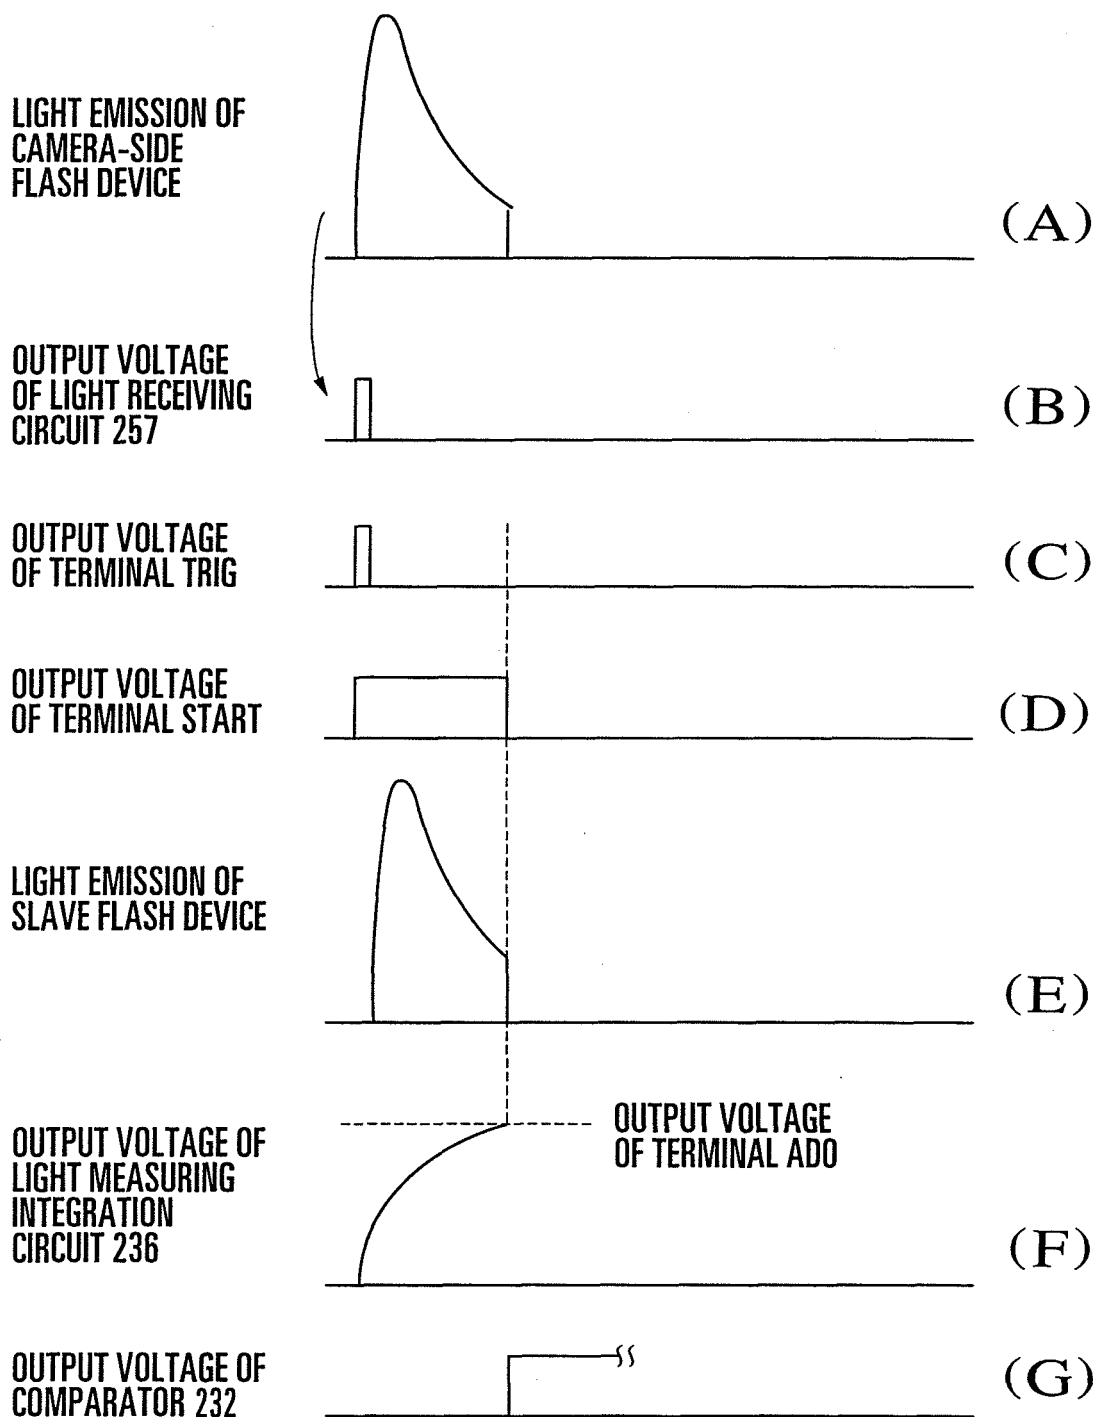 LIGHT EMISSION OF
CAMERA-SIDE
FLASH DEVICE
(A)
OUTPUT VOLTAGE
OF LIGHT RECEIVING
CIRCUIT 257
(B)
OUTPUT VOLTAGE
OF TERMINAL TRIG
(C)
OUTPUT VOLTAGE
OF TERMINAL START
(D)
LIGHT EMISSION OF
SLAVE FLASH DEVICE
(E)
OUTPUT VOLTAGE
OF TERMINAL ADO
OUTPUT VOLTAGE OF
LIGHT MEASURING
INTEGRATION
CIRCUIT 236
(F)
OUTPUT VOLTAGE OF
COMPARATOR 232
(G)